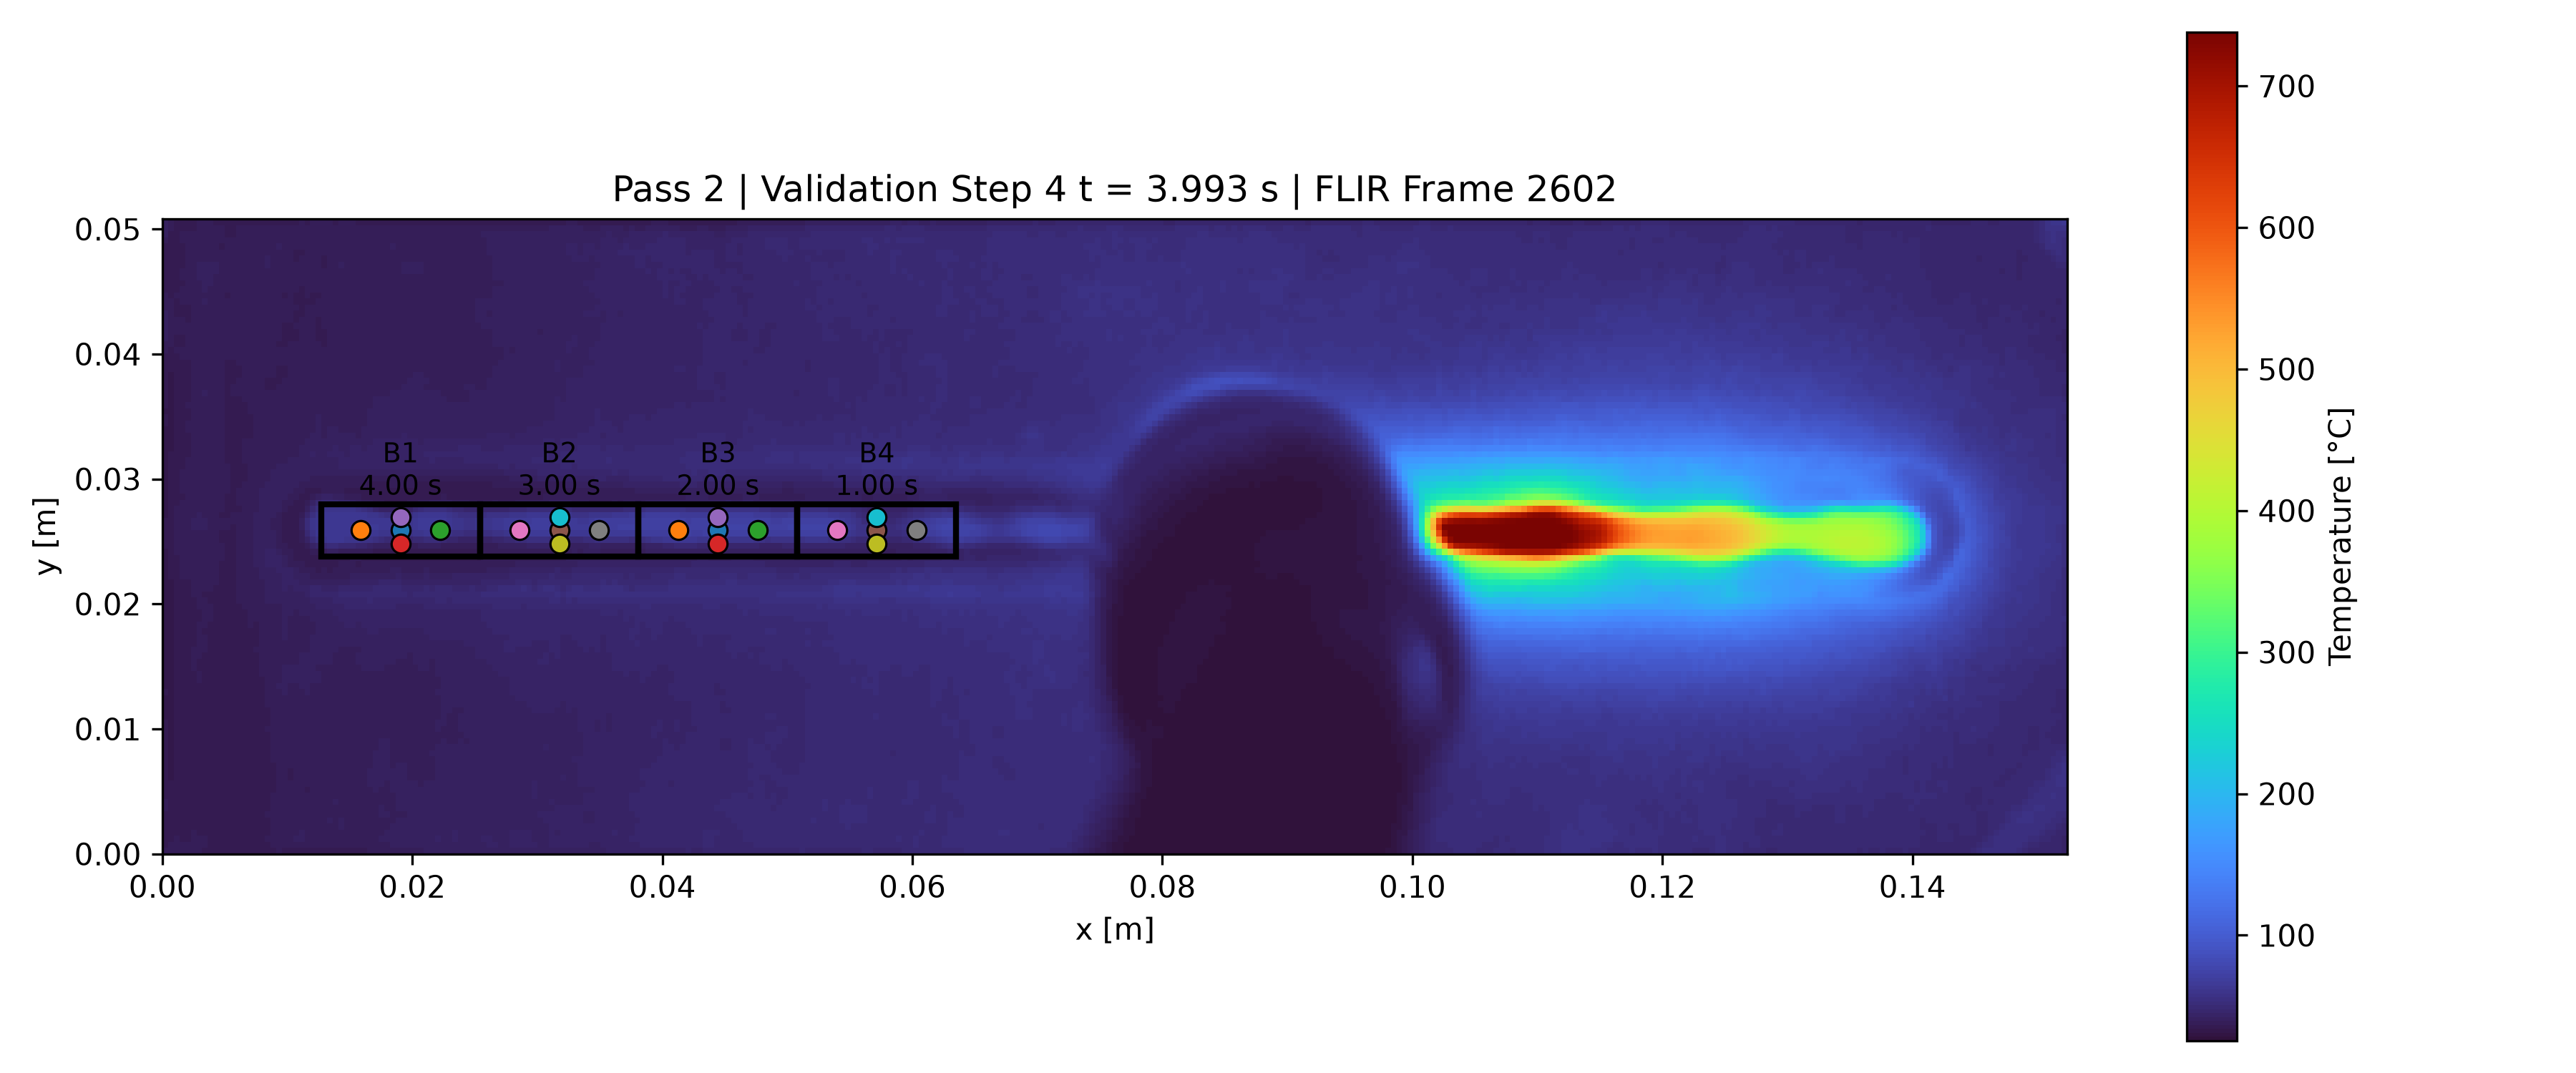 Pass 2 | Validation Step 4 t = 3.993 s | FLIR Frame 2602
0.05
0.04
0.03
0.02
0.01
0.00
y [m]
B1 B2 B3 B4
4.00 s 3.00 s 2.00 s 1.00 s
0.00 0.02 0.04 0.06 0.08 0.10 0.12 0.14
x [m]
700
600
500
400
300
200
100
Temperature [°C]